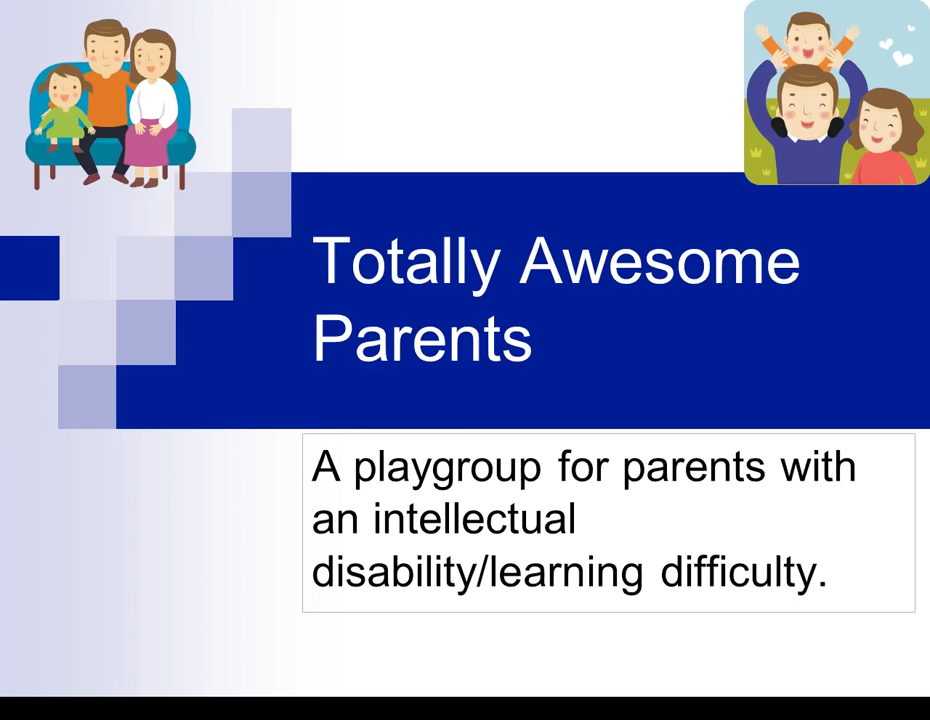 Totally Awesome
Parents
A playgroup for parents with
an intellectual
disability/learning difficulty.